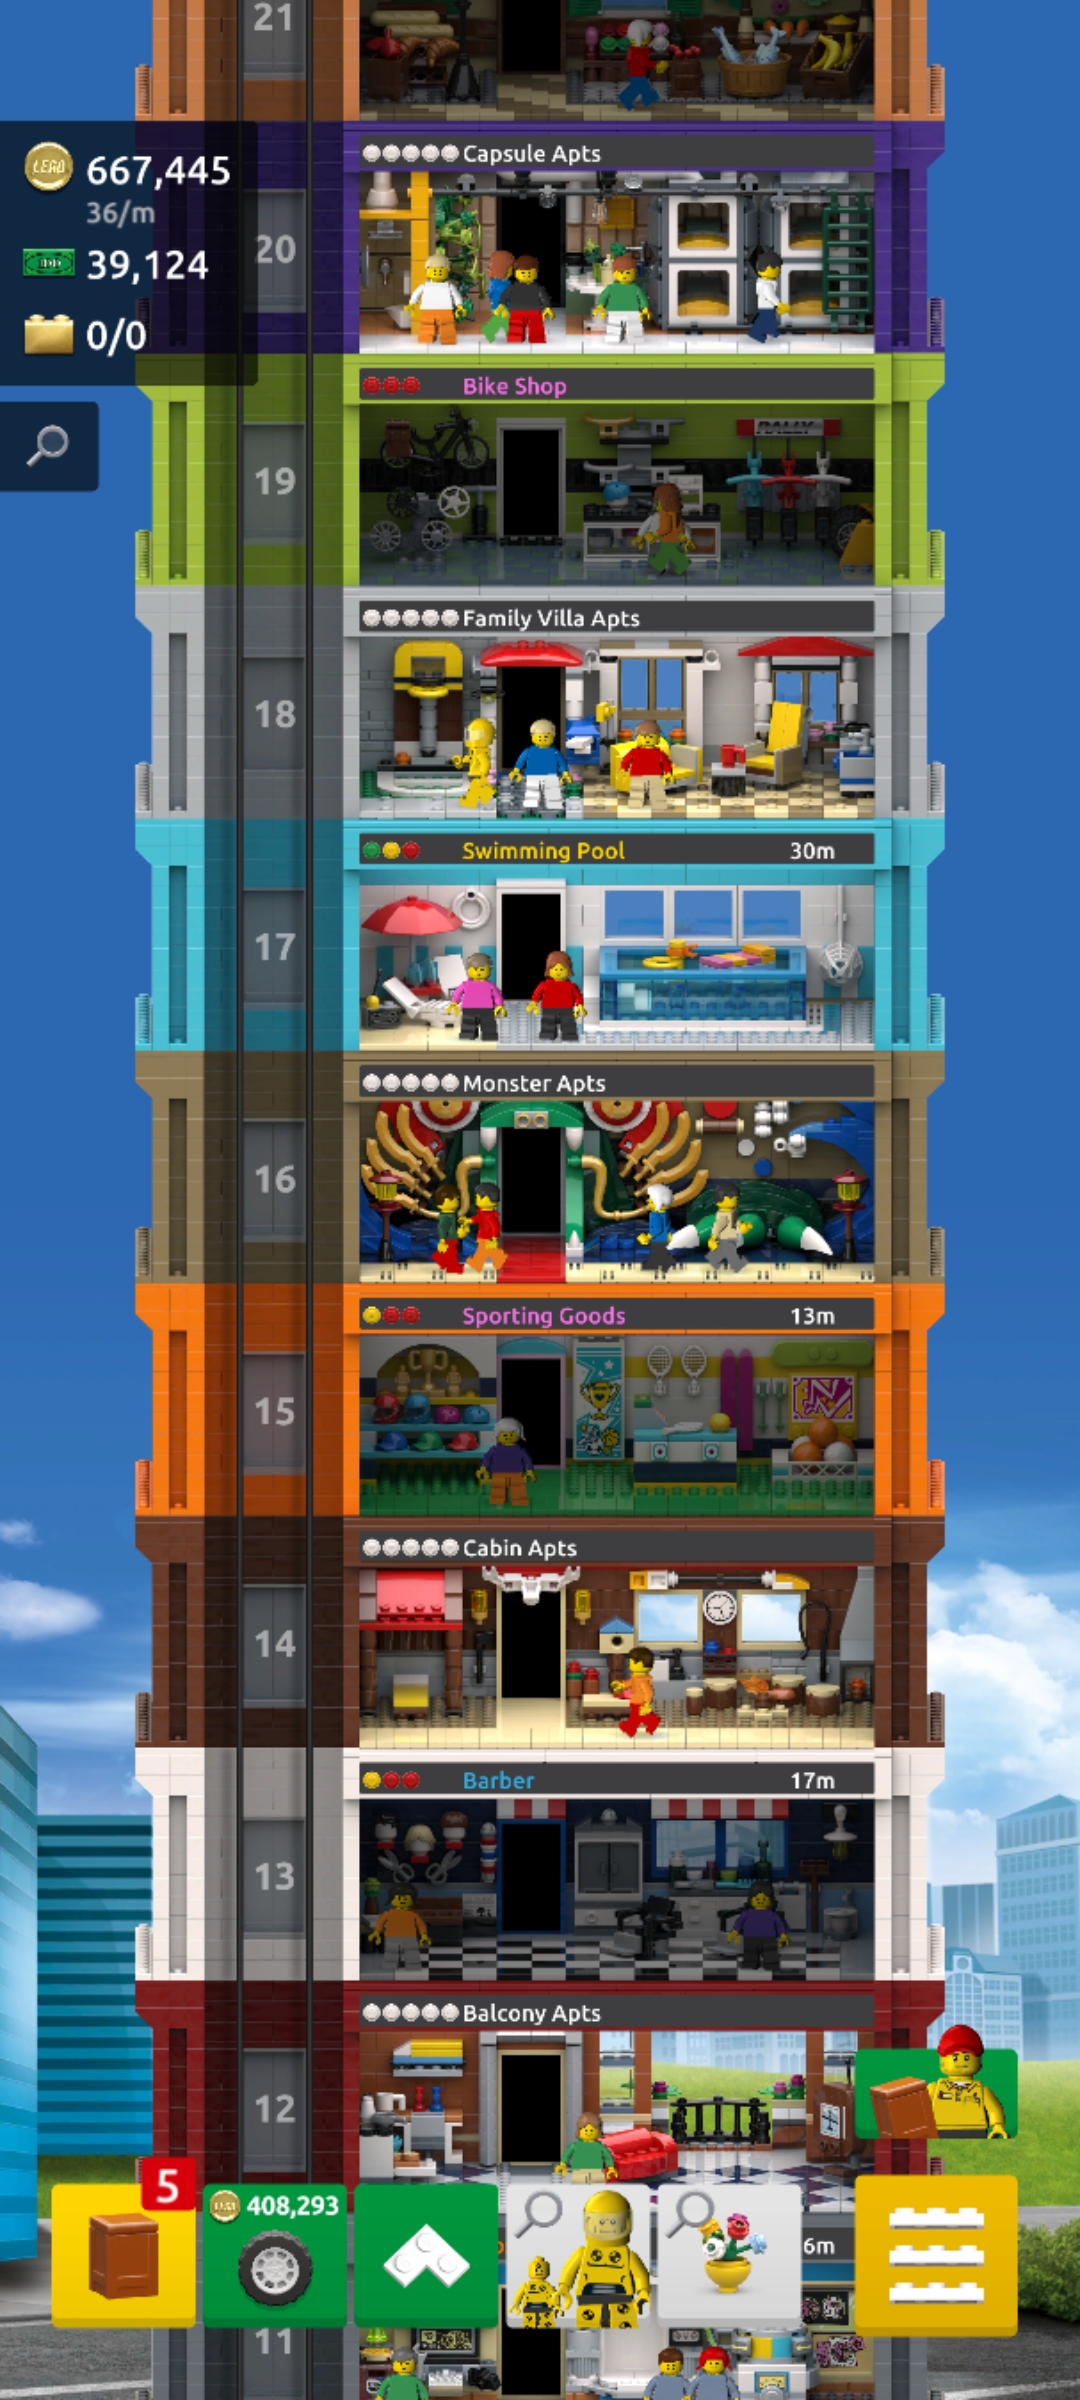 21
Capsule Apts
LEGO
667,445
36/m
39,124
20
0/0
Bike Shop
RALLY
19
Family Villa Apts
18
Swimming Pool 30m
17
Monster Apts
16
Sporting Goods 13m
15
Cabin Apts
14
Barber 17m
13
Balcony Apts
12
5
408,293
6m
11